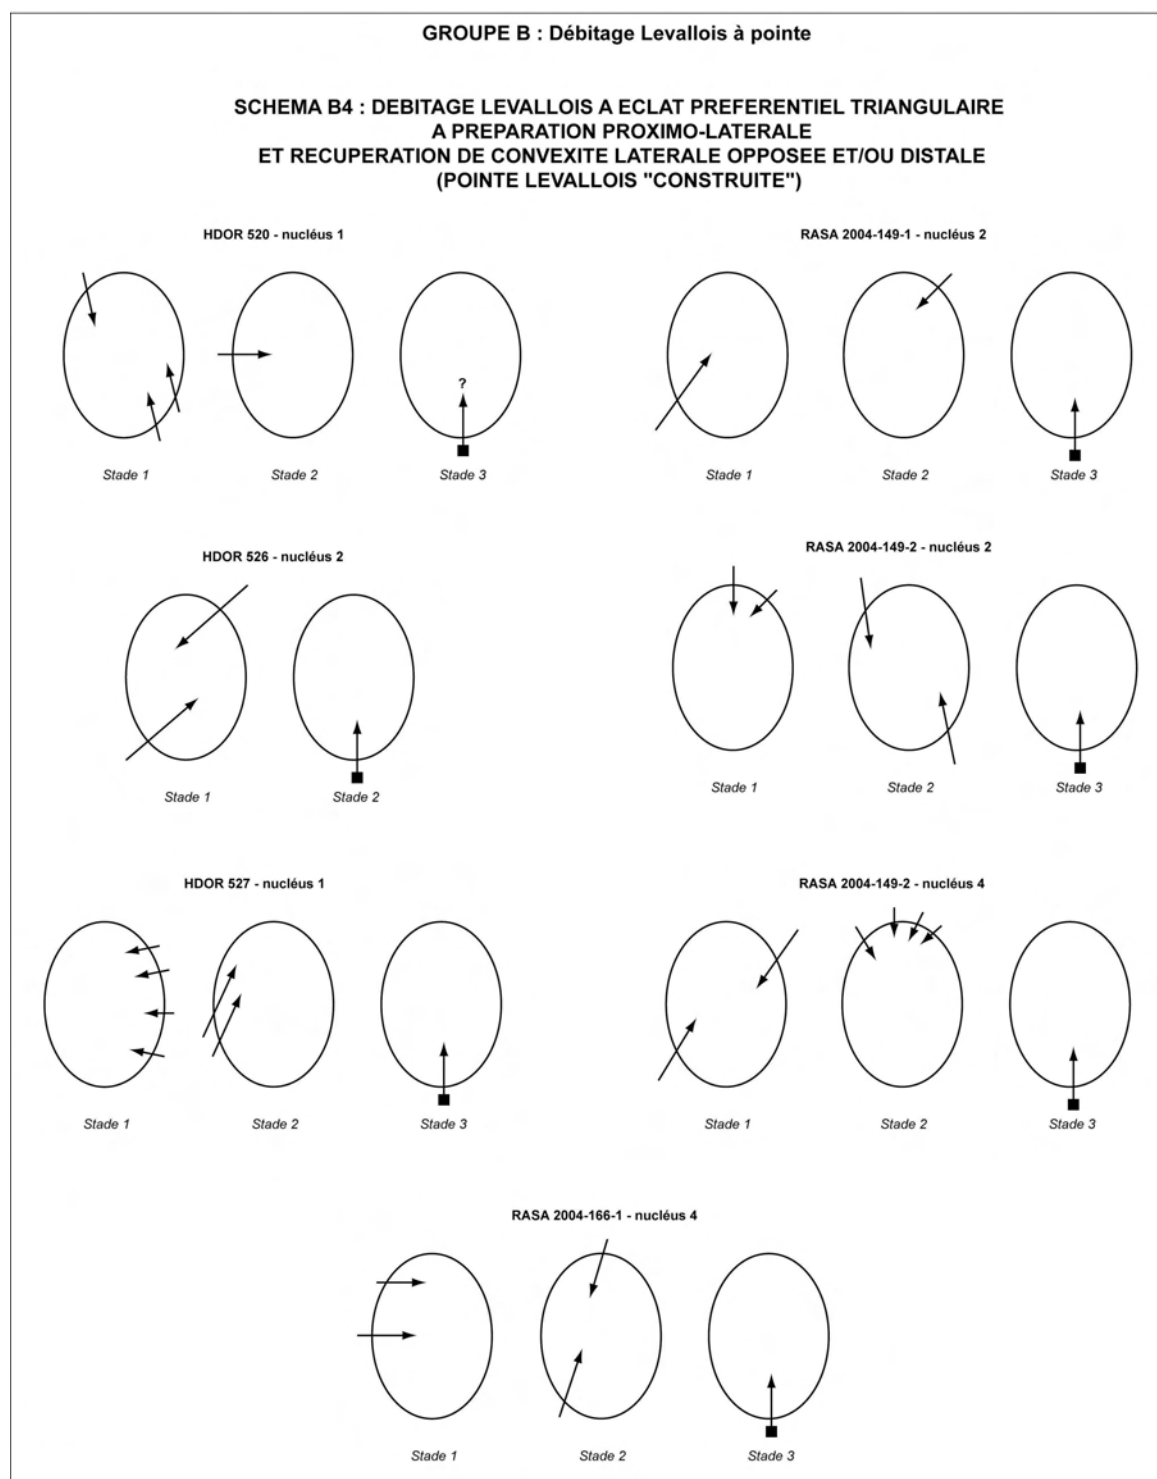 GROUPE B : Débitage Levallois à pointe
SCHEMA B4 : DEBITAGE LEVALLOIS A ECLAT PREFERENTIEL TRIANGULAIRE
A PREPARATION PROXIMO-LATERALE
ET RECUPERATION DE CONVEXITE LATERALE OPPOSEE ET/OU DISTALE
(POINTE LEVALLOIS "CONSTRUITE")
HDOR 520 - nucléus 1
?
Stade 1 Stade 2 Stade 3
RASA 2004-149-1 - nucléus 2
Stade 1 Stade 2 Stade 3
HDOR 526 - nucléus 2
Stade 1 Stade 2
RASA 2004-149-2 - nucléus 2
Stade 1 Stade 2 Stade 3
HDOR 527 - nucléus 1
Stade 1 Stade 2 Stade 3
RASA 2004-149-2 - nucléus 4
Stade 1 Stade 2 Stade 3
RASA 2004-166-1 - nucléus 4
Stade 1 Stade 2 Stade 3